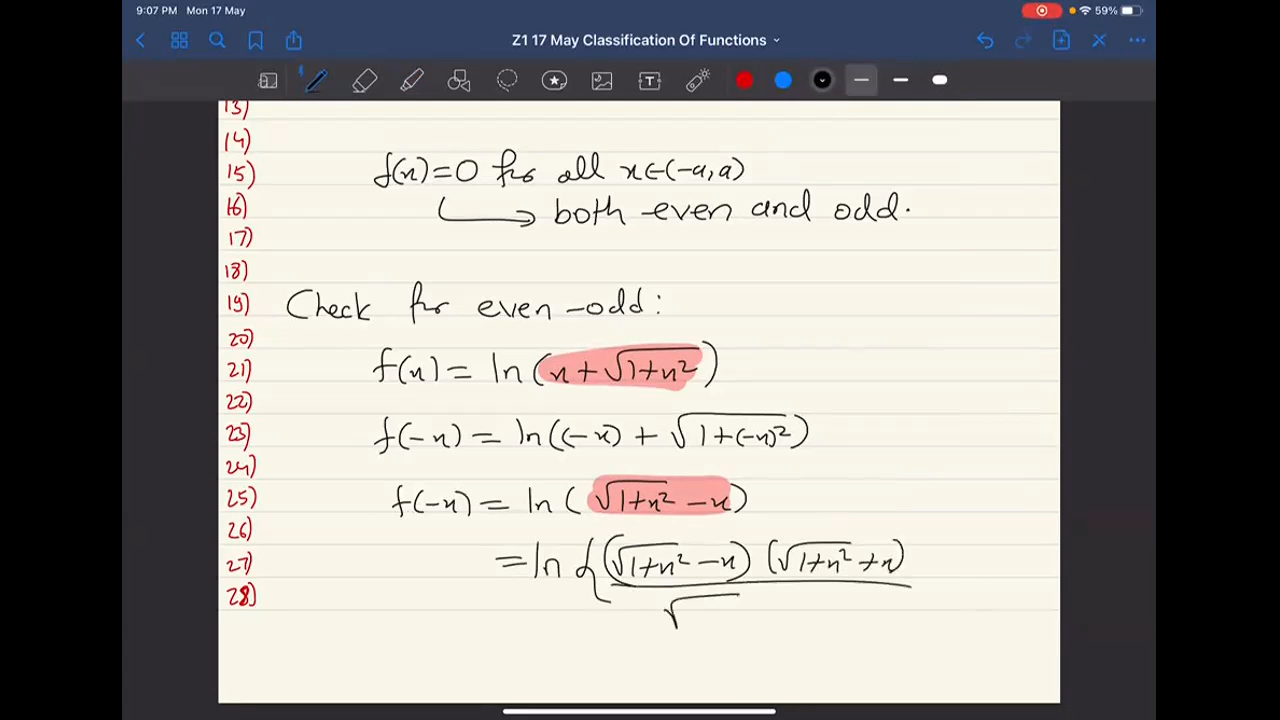 9:07 PM Mon 17 May 59%
Z1 17 May Classification Of Functions
13)
14)
15) f(x)=0 for all x∈(-a,a)
16) ↳ both even and odd.
17)
18)
19) Check for even-odd:
20)
21) f(x) = ln(x+√1+x²)
22)
23) f(-x) = ln((-x) + √1+(-x)²)
24)
25) f(-x) = ln(√1+x² -x)
26)
27) = ln {(√1+x² -x) (√1+x² +x)
28) √